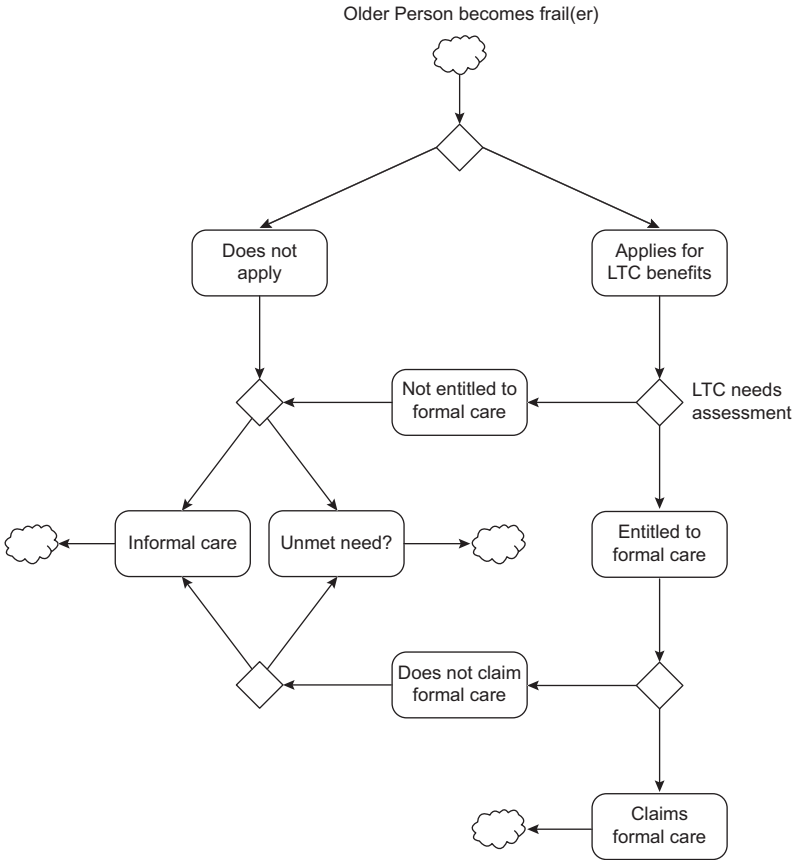 Older Person becomes frail(er)
Does not
apply
Applies for
LTC benefits
Not entitled to
formal care
LTC needs
assessment
Informal care
Unmet need?
Entitled to
formal care
Does not claim
formal care
Claims
formal care